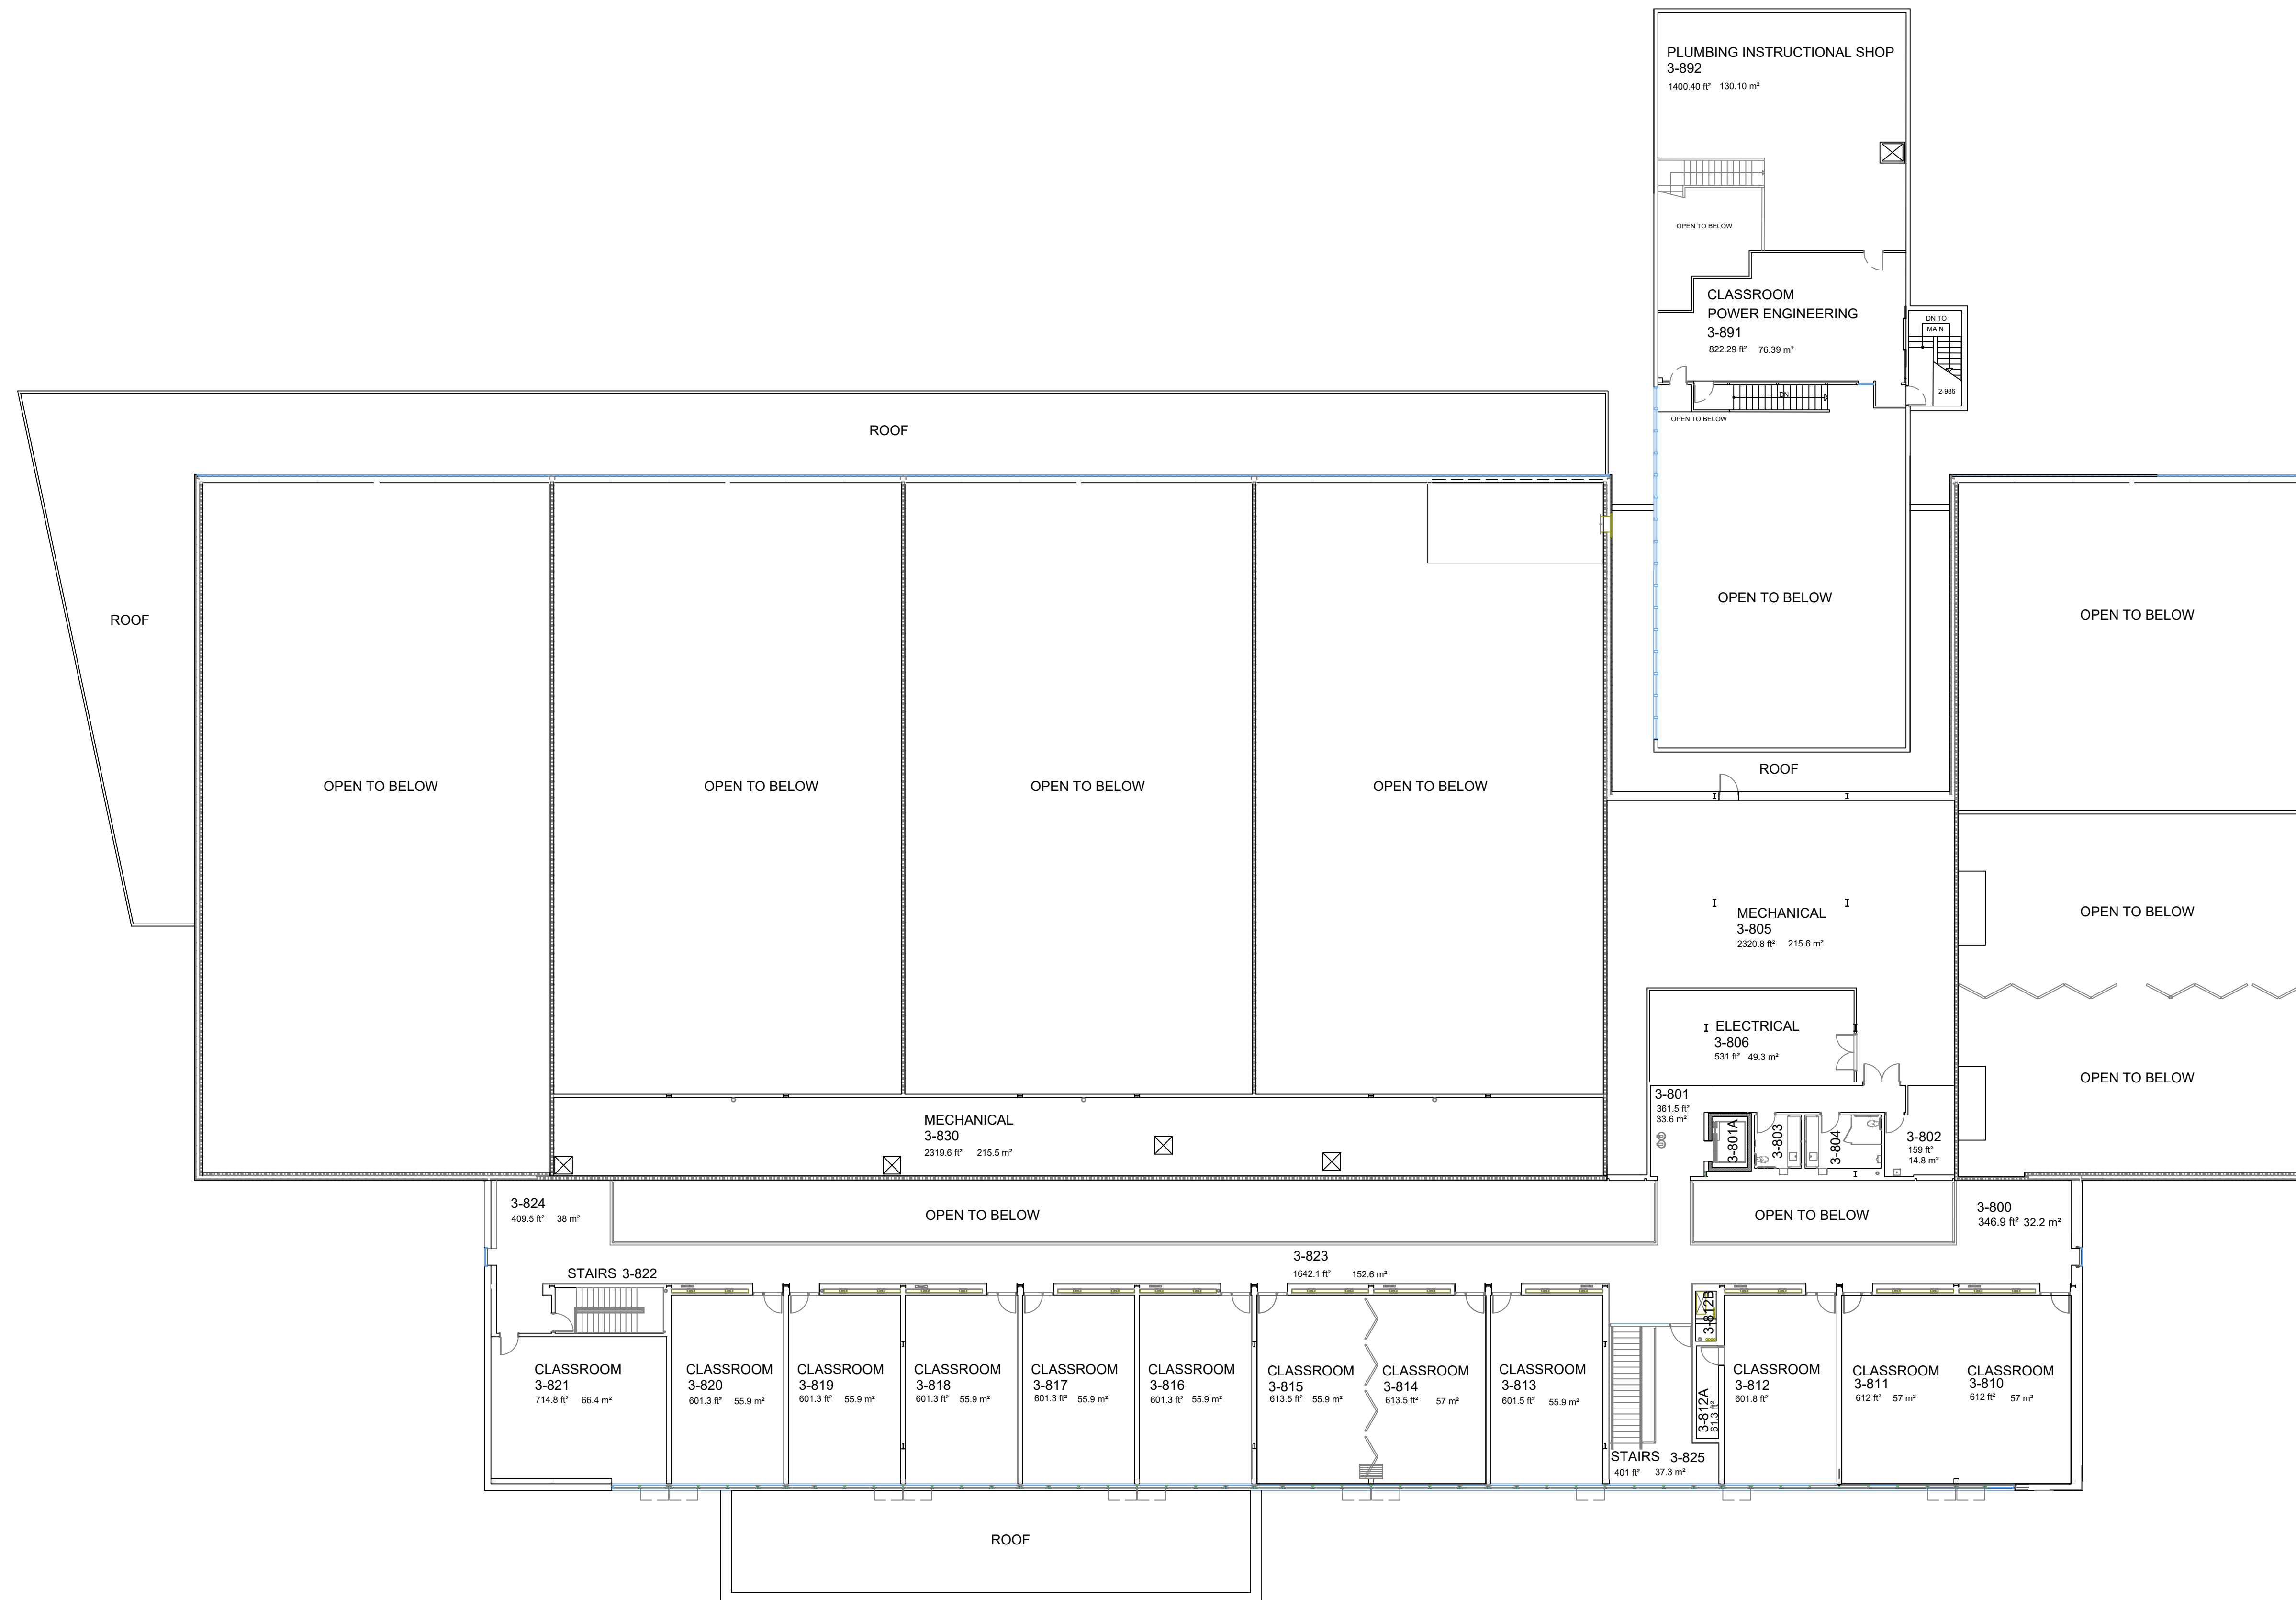 PLUMBING INSTRUCTIONAL SHOP
3-892
1400.40 ft² 130.10 m²
OPEN TO BELOW
CLASSROOM
POWER ENGINEERING
3-891
822.29 ft² 76.39 m²
DN TO
MAIN
2-986
DN
OPEN TO BELOW
ROOF
ROOF
OPEN TO BELOW
OPEN TO BELOW
ROOF
OPEN TO BELOW
OPEN TO BELOW
OPEN TO BELOW
OPEN TO BELOW
MECHANICAL
3-805
2320.8 ft² 215.6 m²
OPEN TO BELOW
ELECTRICAL
3-806
531 ft² 49.3 m²
OPEN TO BELOW
3-801
361.5 ft²
33.6 m²
3-801A
3-803
3-804
3-802
159 ft²
14.8 m²
MECHANICAL
3-830
2319.6 ft² 215.5 m²
3-824
409.5 ft² 38 m²
OPEN TO BELOW
OPEN TO BELOW
3-800
346.9 ft² 32.2 m²
3-823
1642.1 ft² 152.6 m²
STAIRS 3-822
3-812B
CLASSROOM
3-821
714.8 ft² 66.4 m²
CLASSROOM
3-820
601.3 ft² 55.9 m²
CLASSROOM
3-819
601.3 ft² 55.9 m²
CLASSROOM
3-818
601.3 ft² 55.9 m²
CLASSROOM
3-817
601.3 ft² 55.9 m²
CLASSROOM
3-816
601.3 ft² 55.9 m²
CLASSROOM
3-815
613.5 ft² 55.9 m²
CLASSROOM
3-814
613.5 ft² 57 m²
CLASSROOM
3-813
601.5 ft² 55.9 m²
3-812A
61.3 ft²
CLASSROOM
3-812
601.8 ft²
CLASSROOM
3-811
612 ft² 57 m²
CLASSROOM
3-810
612 ft² 57 m²
STAIRS 3-825
401 ft² 37.3 m²
ROOF